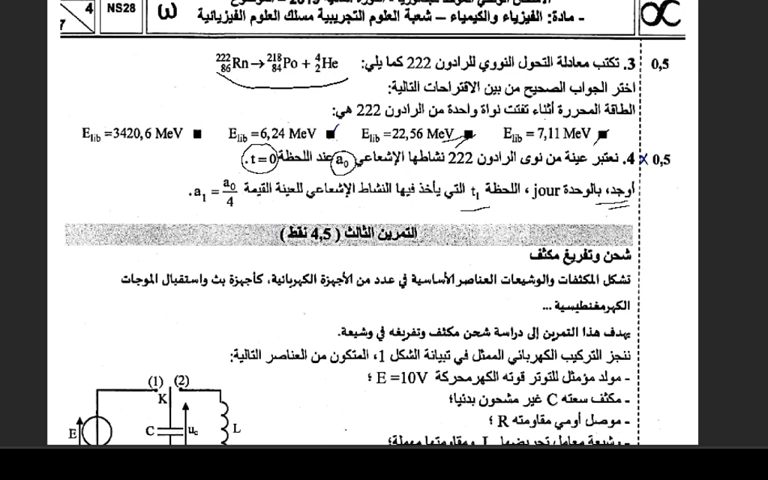 4
7
NS28
ω
- مادة: الفيزياء والكيمياء – شعبة العلوم التجريبية مسلك العلوم الفيزيائية
0,5
3. تكتب معادلة التحول النووي للرادون 222 كما يلي: ²²²₈₆Rn → ²¹⁸₈₄Po + ⁴₂He
اختر الجواب الصحيح من بين الاقتراحات التالية:
الطاقة المحررة أثناء تفتت نواة واحدة من الرادون 222 هي:
■ E_lib = 7,11 MeV ■ E_lib = 22,56 MeV ■ E_lib = 6,24 MeV ■ E_lib = 3420,6 MeV
0,5
4. نعتبر عينة من نوى الرادون 222 نشاطها الإشعاعي a₀ عند اللحظة t = 0.
أوجد، بالوحدة jour ، اللحظة t₁ التي يأخذ فيها النشاط الإشعاعي للعينة القيمة a₁ = a₀/4.
التمرين الثالث ( 4,5 نقط )
شحن وتفريغ مكثف
تشكل المكثفات والوشيعات العناصر الأساسية في عدد من الأجهزة الكهربائية، كأجهزة بث واستقبال الموجات
الكهرمغنطيسية ...
يهدف هذا التمرين إلى دراسة شحن مكثف وتفريغه في وشيعة.
ننجز التركيب الكهربائي الممثل في تبيانة الشكل 1، المتكون من العناصر التالية:
- مولد مؤمثل للتوتر قوته الكهرمحركة E = 10V ؛
- مكثف سعته C غير مشحون بدئيا؛
- موصل أومي مقاومته R ؛
- وشيعة معامل تحريضها L ومقاومتها مهملة؛
(1) (2)
K
E
C
u_c
L